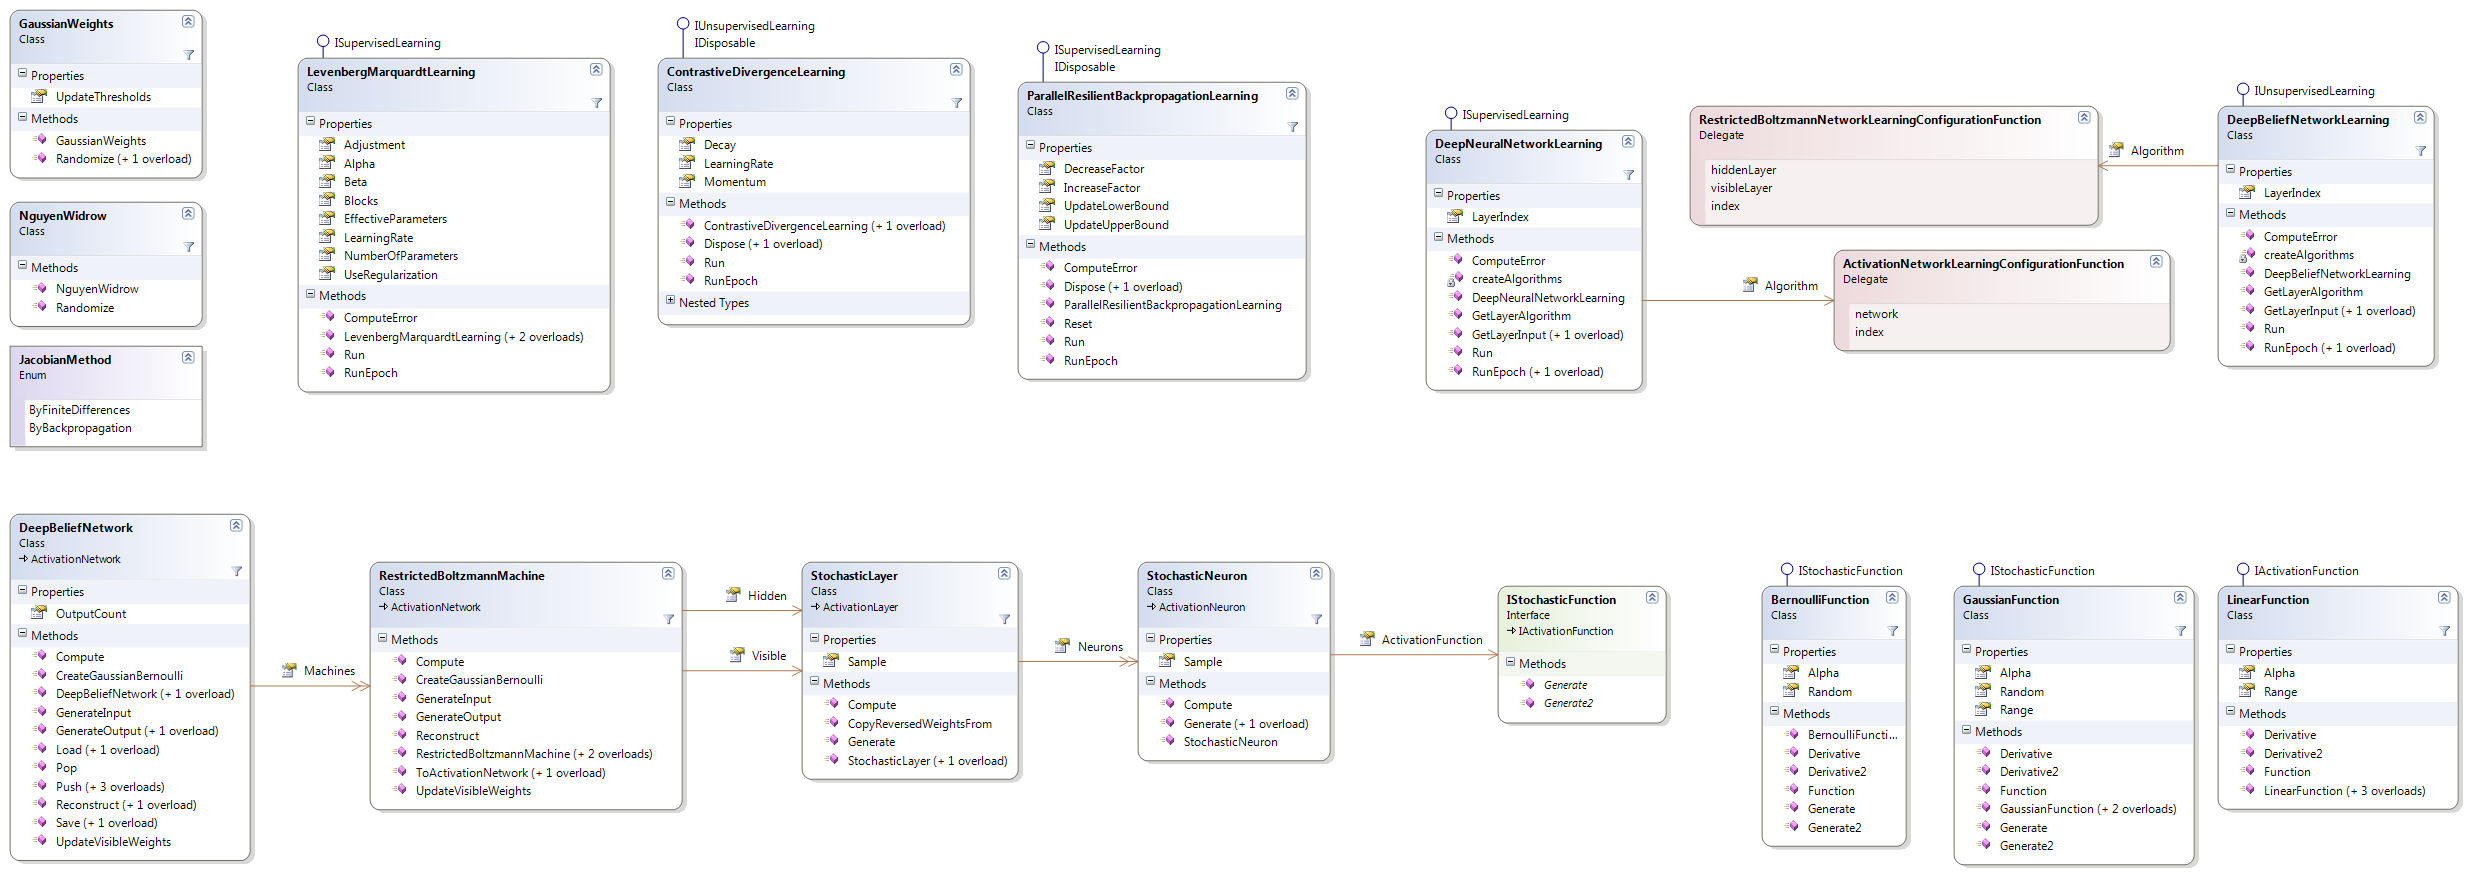 GaussianWeights
Class
Properties
UpdateThresholds
Methods
GaussianWeights
Randomize (+ 1 overload)
NguyenWidrow
Class
Methods
NguyenWidrow
Randomize
JacobianMethod
Enum
ByFiniteDifferences
ByBackpropagation
ISupervisedLearning
LevenbergMarquardtLearning
Class
Properties
Adjustment
Alpha
Beta
Blocks
EffectiveParameters
LearningRate
NumberOfParameters
UseRegularization
Methods
ComputeError
LevenbergMarquardtLearning (+ 2 overloads)
Run
RunEpoch
IUnsupervisedLearning
IDisposable
ContrastiveDivergenceLearning
Class
Properties
Decay
LearningRate
Momentum
Methods
ContrastiveDivergenceLearning (+ 1 overload)
Dispose (+ 1 overload)
Run
RunEpoch
Nested Types
ISupervisedLearning
IDisposable
ParallelResilientBackpropagationLearning
Class
Properties
DecreaseFactor
IncreaseFactor
UpdateLowerBound
UpdateUpperBound
Methods
ComputeError
Dispose (+ 1 overload)
ParallelResilientBackpropagationLearning
Reset
Run
RunEpoch
ISupervisedLearning
DeepNeuralNetworkLearning
Class
Properties
LayerIndex
Methods
ComputeError
createAlgorithms
DeepNeuralNetworkLearning
GetLayerAlgorithm
GetLayerInput (+ 1 overload)
Run
RunEpoch (+ 1 overload)
Algorithm
RestrictedBoltzmannNetworkLearningConfigurationFunction
Delegate
hiddenLayer
visibleLayer
index
ActivationNetworkLearningConfigurationFunction
Delegate
network
index
Algorithm
IUnsupervisedLearning
DeepBeliefNetworkLearning
Class
Properties
LayerIndex
Methods
ComputeError
createAlgorithms
DeepBeliefNetworkLearning
GetLayerAlgorithm
GetLayerInput (+ 1 overload)
Run
RunEpoch (+ 1 overload)
DeepBeliefNetwork
Class
ActivationNetwork
Properties
OutputCount
Methods
Compute
CreateGaussianBernoulli
DeepBeliefNetwork (+ 1 overload)
GenerateInput
GenerateOutput (+ 1 overload)
Load (+ 1 overload)
Pop
Push (+ 3 overloads)
Reconstruct (+ 1 overload)
Save (+ 1 overload)
UpdateVisibleWeights
Machines
RestrictedBoltzmannMachine
Class
ActivationNetwork
Methods
Compute
CreateGaussianBernoulli
GenerateInput
GenerateOutput
Reconstruct
RestrictedBoltzmannMachine (+ 2 overloads)
ToActivationNetwork (+ 1 overload)
UpdateVisibleWeights
Hidden
Visible
StochasticLayer
Class
ActivationLayer
Properties
Sample
Methods
Compute
CopyReversedWeightsFrom
Generate
StochasticLayer (+ 1 overload)
Neurons
StochasticNeuron
Class
ActivationNeuron
Properties
Sample
Methods
Compute
Generate (+ 1 overload)
StochasticNeuron
ActivationFunction
IStochasticFunction
Interface
IActivationFunction
Methods
Generate
Generate2
IStochasticFunction
BernoulliFunction
Class
Properties
Alpha
Random
Methods
BernoulliFuncti...
Derivative
Derivative2
Function
Generate
Generate2
IStochasticFunction
GaussianFunction
Class
Properties
Alpha
Random
Range
Methods
Derivative
Derivative2
Function
GaussianFunction (+ 2 overloads)
Generate
Generate2
IActivationFunction
LinearFunction
Class
Properties
Alpha
Range
Methods
Derivative
Derivative2
Function
LinearFunction (+ 3 overloads)